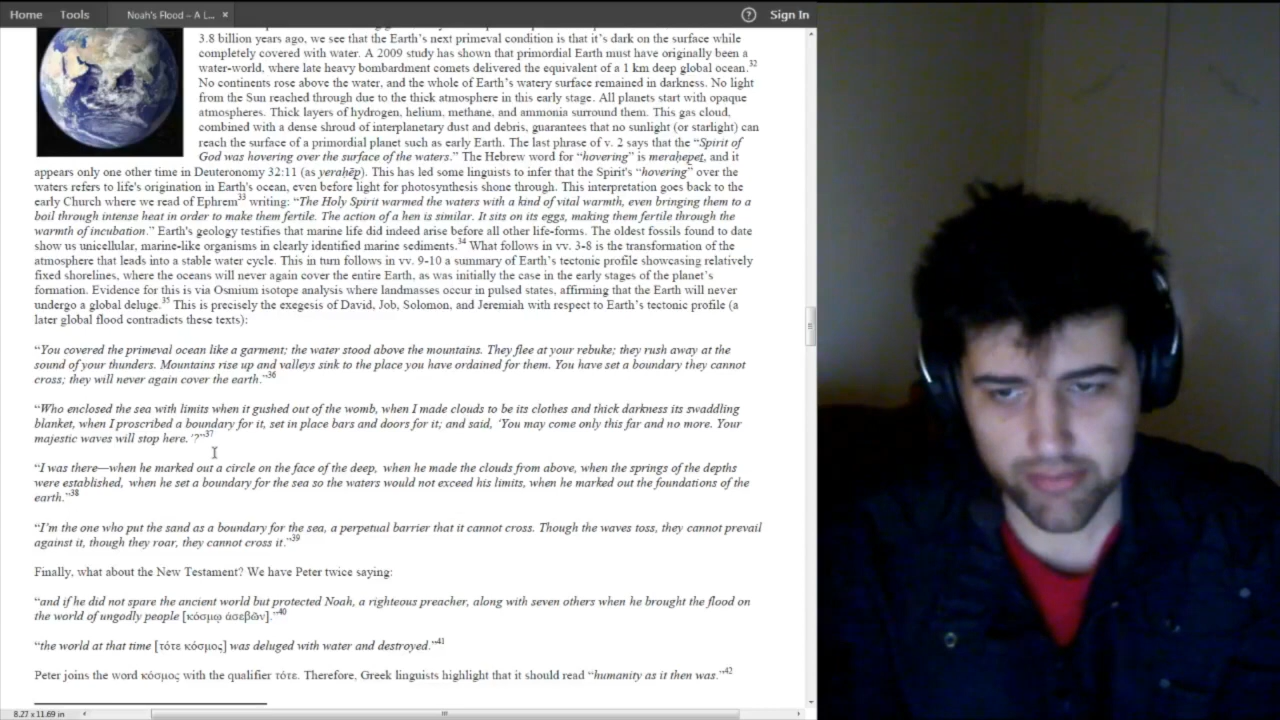 Home Tools Noah's Flood – A L... × ? Sign In
3.8 billion years ago, we see that the Earth's next primeval condition is that it's dark on the surface while
completely covered with water. A 2009 study has shown that primordial Earth must have originally been a
water-world, where late heavy bombardment comets delivered the equivalent of a 1 km deep global ocean.32
No continents rose above the water, and the whole of Earth's watery surface remained in darkness. No light
from the Sun reached through due to the thick atmosphere in this early stage. All planets start with opaque
atmospheres. Thick layers of hydrogen, helium, methane, and ammonia surround them. This gas cloud,
combined with a dense shroud of interplanetary dust and debris, guarantees that no sunlight (or starlight) can
reach the surface of a primordial planet such as early Earth. The last phrase of v. 2 says that the "Spirit of
God was hovering over the surface of the waters." The Hebrew word for "hovering" is meraḥepeṯ, and it
appears only one other time in Deuteronomy 32:11 (as yeraḥēp). This has led some linguists to infer that the Spirit's "hovering" over the
waters refers to life's origination in Earth's ocean, even before light for photosynthesis shone through. This interpretation goes back to the
early Church where we read of Ephrem33 writing: "The Holy Spirit warmed the waters with a kind of vital warmth, even bringing them to a
boil through intense heat in order to make them fertile. The action of a hen is similar. It sits on its eggs, making them fertile through the
warmth of incubation." Earth's geology testifies that marine life did indeed arise before all other life-forms. The oldest fossils found to date
show us unicellular, marine-like organisms in clearly identified marine sediments.34 What follows in vv. 3-8 is the transformation of the
atmosphere that leads into a stable water cycle. This in turn follows in vv. 9-10 a summary of Earth's tectonic profile showcasing relatively
fixed shorelines, where the oceans will never again cover the entire Earth, as was initially the case in the early stages of the planet's
formation. Evidence for this is via Osmium isotope analysis where landmasses occur in pulsed states, affirming that the Earth will never
undergo a global deluge.35 This is precisely the exegesis of David, Job, Solomon, and Jeremiah with respect to Earth's tectonic profile (a
later global flood contradicts these texts):
"You covered the primeval ocean like a garment; the water stood above the mountains. They flee at your rebuke; they rush away at the
sound of your thunders. Mountains rise up and valleys sink to the place you have ordained for them. You have set a boundary they cannot
cross; they will never again cover the earth."36
"Who enclosed the sea with limits when it gushed out of the womb, when I made clouds to be its clothes and thick darkness its swaddling
blanket, when I proscribed a boundary for it, set in place bars and doors for it; and said, 'You may come only this far and no more. Your
majestic waves will stop here.'?"37
"I was there—when he marked out a circle on the face of the deep, when he made the clouds from above, when the springs of the depths
were established, when he set a boundary for the sea so the waters would not exceed his limits, when he marked out the foundations of the
earth."38
"I'm the one who put the sand as a boundary for the sea, a perpetual barrier that it cannot cross. Though the waves toss, they cannot prevail
against it, though they roar, they cannot cross it."39
Finally, what about the New Testament? We have Peter twice saying:
"and if he did not spare the ancient world but protected Noah, a righteous preacher, along with seven others when he brought the flood on
the world of ungodly people [κόσμῳ ἀσεβῶν]."40
"the world at that time [τότε κόσμος] was deluged with water and destroyed."41
Peter joins the word κόσμος with the qualifier τότε. Therefore, Greek linguists highlight that it should read "humanity as it then was."42
8.27 x 11.69 in